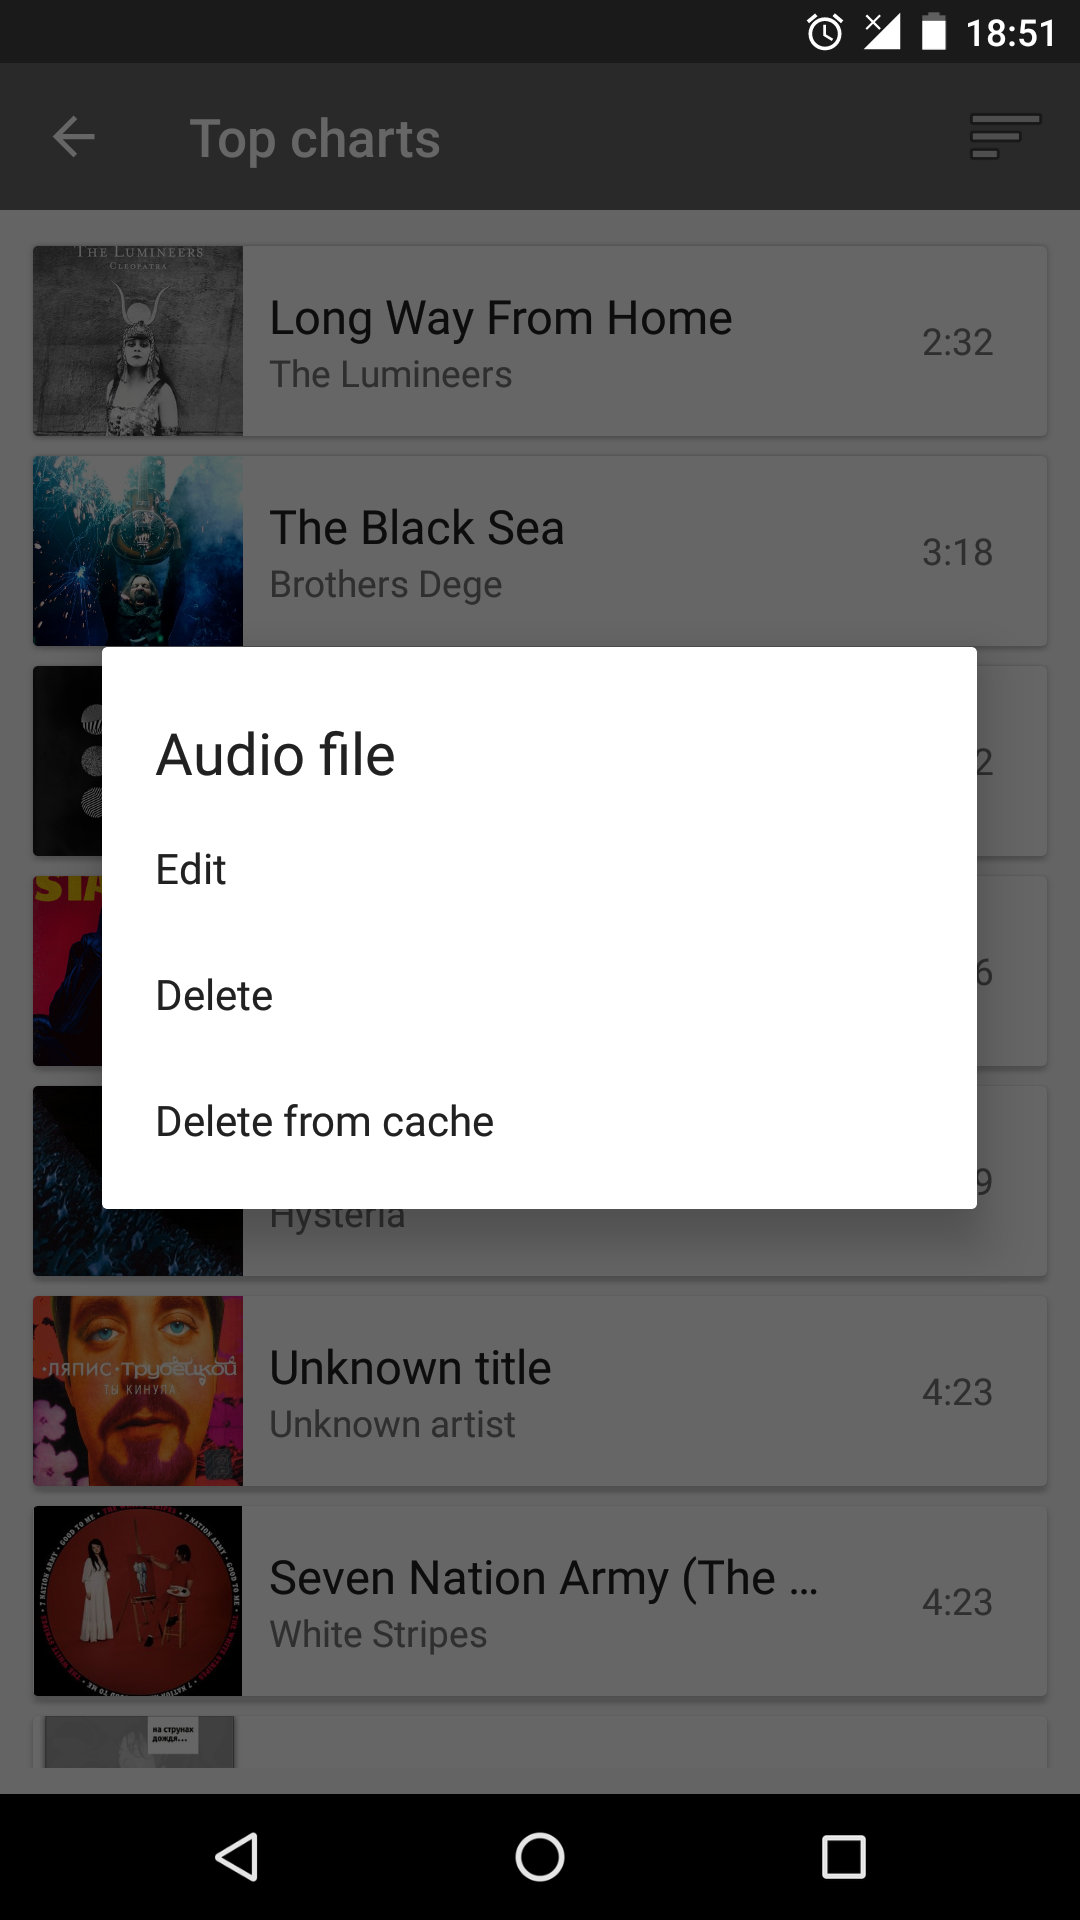 18:51
Top charts
THE LUMINEERS
CLEOPATRA
Long Way From Home
The Lumineers
2:32
The Black Sea
Brothers Dege
3:18
2
Audio file
Edit
6
Delete
Delete from cache
9
Hysteria
·ЛЯПИС·Трубецкой
ТЫ КИНУЛА
Unknown title
Unknown artist
4:23
Seven Nation Army (The ...
White Stripes
4:23
на струнах
дождя...